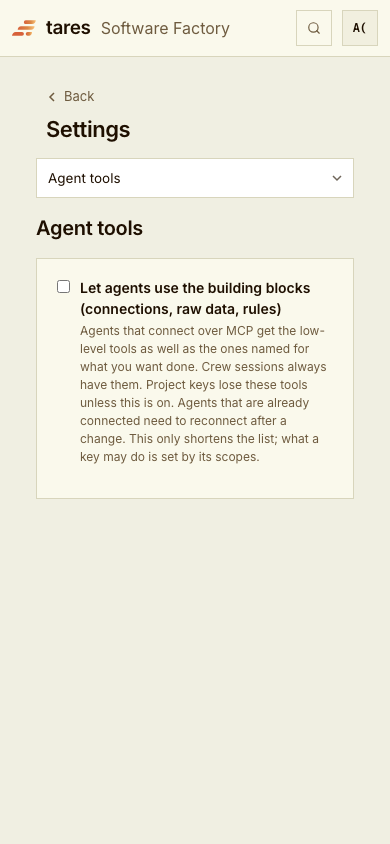 tares Software Factory
A(
Back
Settings
Agent tools
Agent tools
Let agents use the building blocks
(connections, raw data, rules)
Agents that connect over MCP get the low-
level tools as well as the ones named for
what you want done. Crew sessions always
have them. Project keys lose these tools
unless this is on. Agents that are already
connected need to reconnect after a
change. This only shortens the list; what a
key may do is set by its scopes.